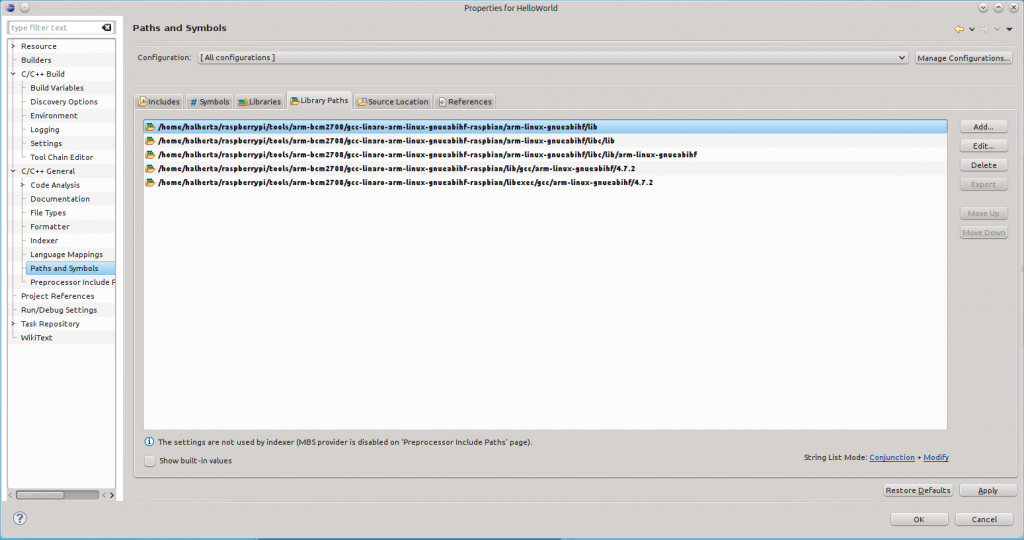 Properties for HelloWorld
type filter text
Resource
Builders
C/C++ Build
Build Variables
Discovery Options
Environment
Logging
Settings
Tool Chain Editor
C/C++ General
Code Analysis
Documentation
File Types
Formatter
Indexer
Language Mappings
Paths and Symbols
Preprocessor Include P
Project References
Run/Debug Settings
Task Repository
WikiText
Paths and Symbols
Configuration: [ All configurations ] Manage Configurations...
Includes # Symbols Libraries Library Paths Source Location References
/home/halherta/raspberrypi/tools/arm-bcm2708/gcc-linaro-arm-linux-gnueabihf-raspbian/arm-linux-gnueabihf/lib
/home/halherta/raspberrypi/tools/arm-bcm2708/gcc-linaro-arm-linux-gnueabihf-raspbian/arm-linux-gnueabihf/libc/lib
/home/halherta/raspberrypi/tools/arm-bcm2708/gcc-linaro-arm-linux-gnueabihf-raspbian/arm-linux-gnueabihf/libc/lib/arm-linux-gnueabihf
/home/halherta/raspberrypi/tools/arm-bcm2708/gcc-linaro-arm-linux-gnueabihf-raspbian/lib/gcc/arm-linux-gnueabihf/4.7.2
/home/halherta/raspberrypi/tools/arm-bcm2708/gcc-linaro-arm-linux-gnueabihf-raspbian/libexec/gcc/arm-linux-gnueabihf/4.7.2
Add...
Edit...
Delete
Export
Move Up
Move Down
The settings are not used by indexer (MBS provider is disabled on 'Preprocessor Include Paths' page).
Show built-in values
String List Mode: Conjunction + Modify
Restore Defaults Apply
OK Cancel